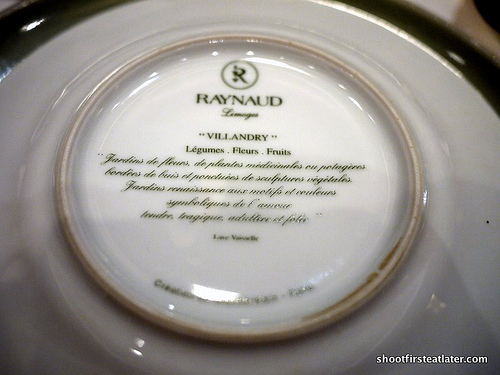 R
RAYNAUD
Limoges
" VILLANDRY "
Légumes . Fleurs . Fruits
"Jardins de fleurs, de plantes médicinales ou potagères
bordées de buis et ponctuées de sculptures végétales.
Jardins renaissance aux motifs et couleurs
symboliques de l'amour
tendre, tragique, adultère et folie "
shootfirsteatlater.com